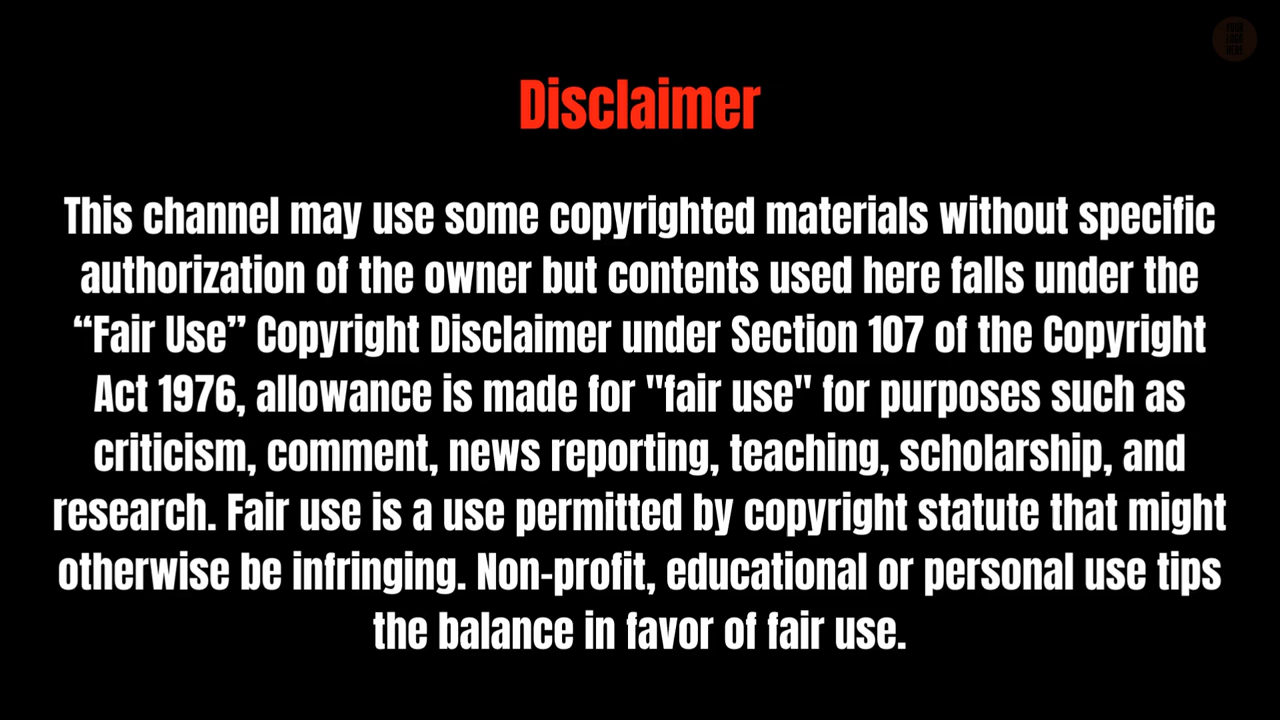 YOUR
LOGO
HERE
Disclaimer
This channel may use some copyrighted materials without specific
authorization of the owner but contents used here falls under the
“Fair Use” Copyright Disclaimer under Section 107 of the Copyright
Act 1976, allowance is made for "fair use" for purposes such as
criticism, comment, news reporting, teaching, scholarship, and
research. Fair use is a use permitted by copyright statute that might
otherwise be infringing. Non-profit, educational or personal use tips
the balance in favor of fair use.